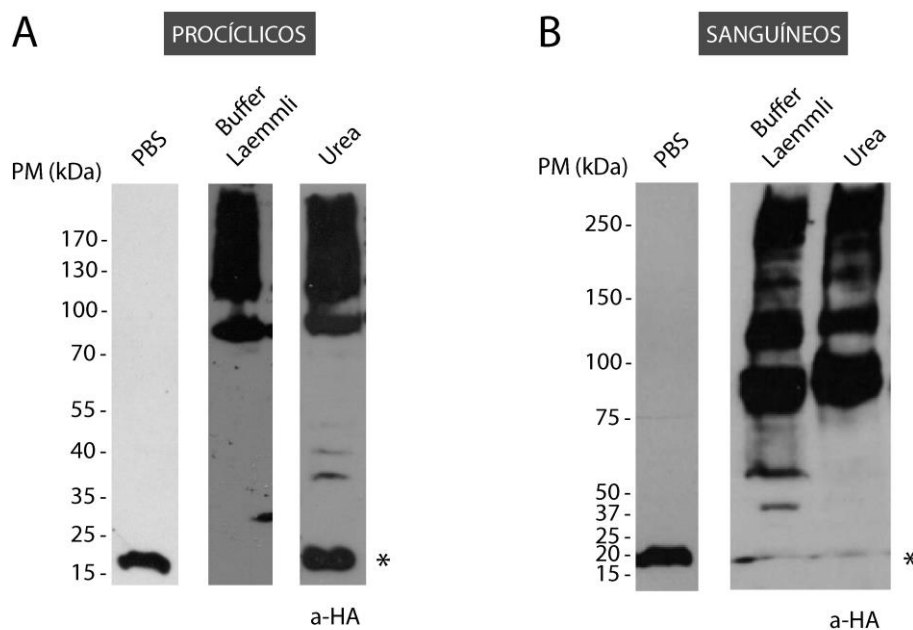 A
PROCÍCLICOS
PBS
Buffer
Laemmli
Urea
PM (kDa)
170 -
130 -
100 -
70 -
55 -
40 -
35 -
25 -
15 -
*
a-HA
B
SANGUÍNEOS
PBS
Buffer
Laemmli
Urea
PM (kDa)
250 -
150 -
100 -
75 -
50 -
37 -
25 -
20 -
15 -
*
a-HA